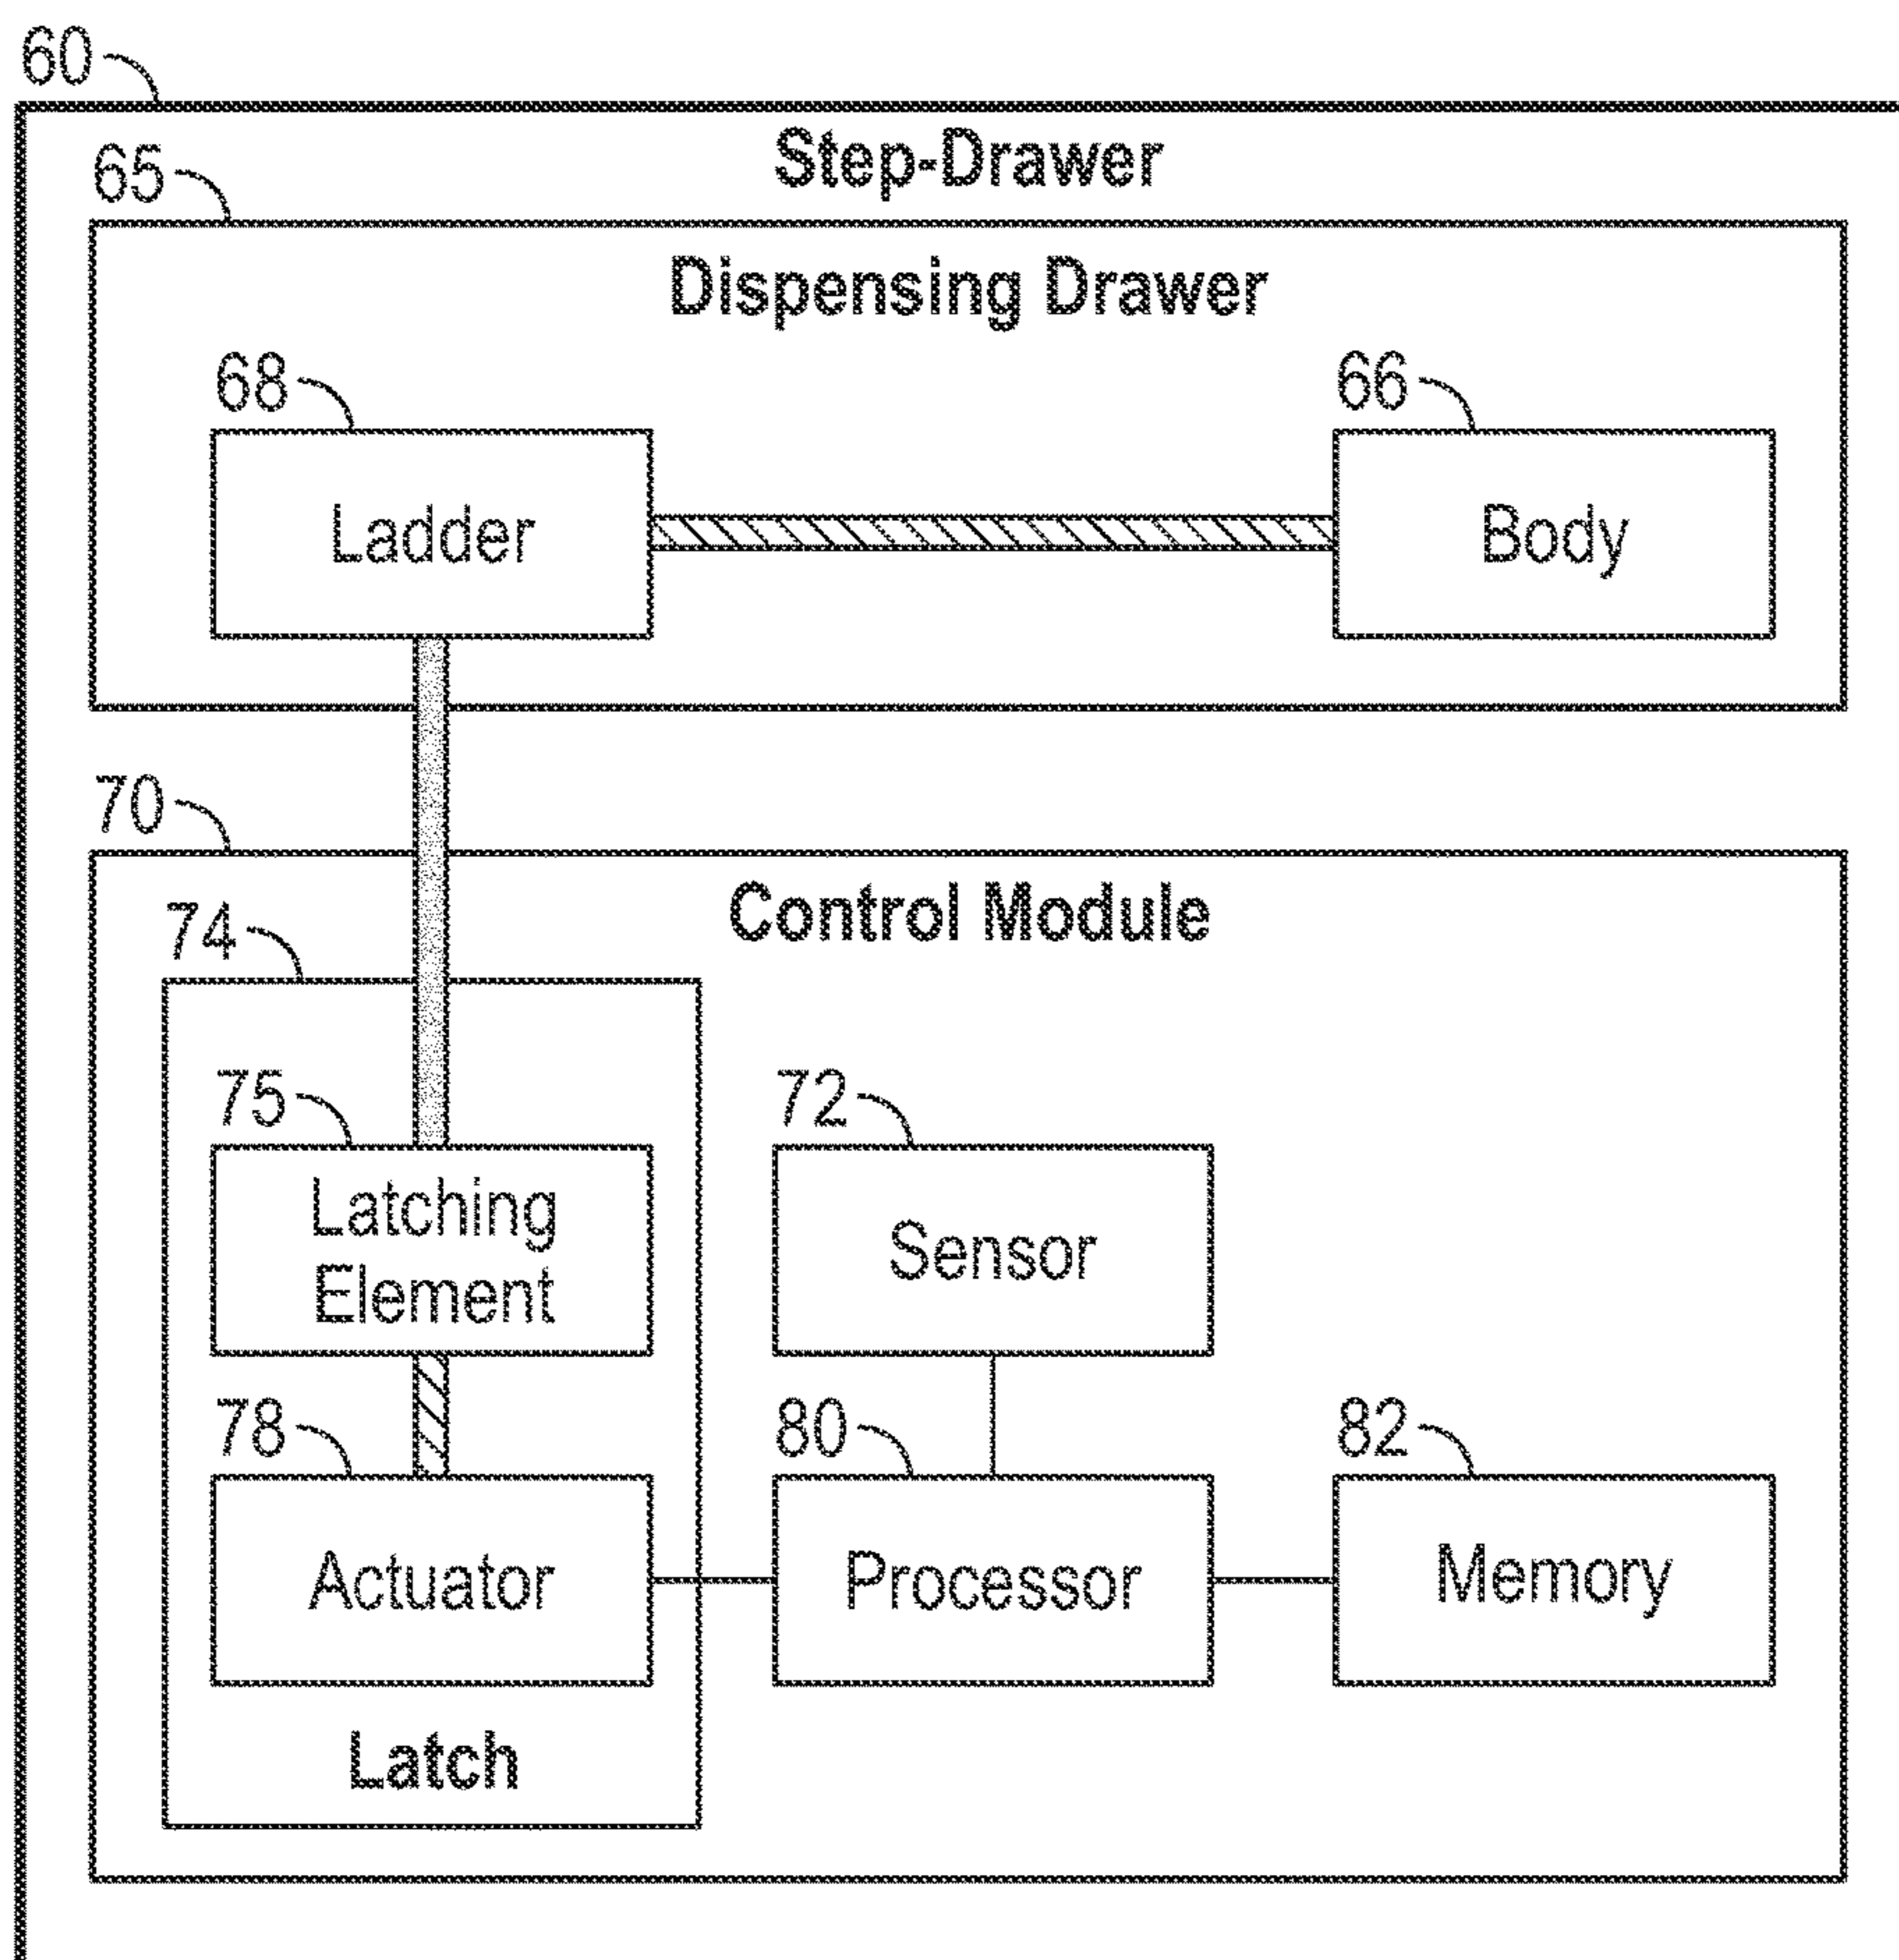 60
Step-Drawer
65
Dispensing Drawer
68
66
Ladder
Body
70
Control Module
74
75
72
Latching
Element
Sensor
78
80
82
Actuator
Processor
Memory
Latch